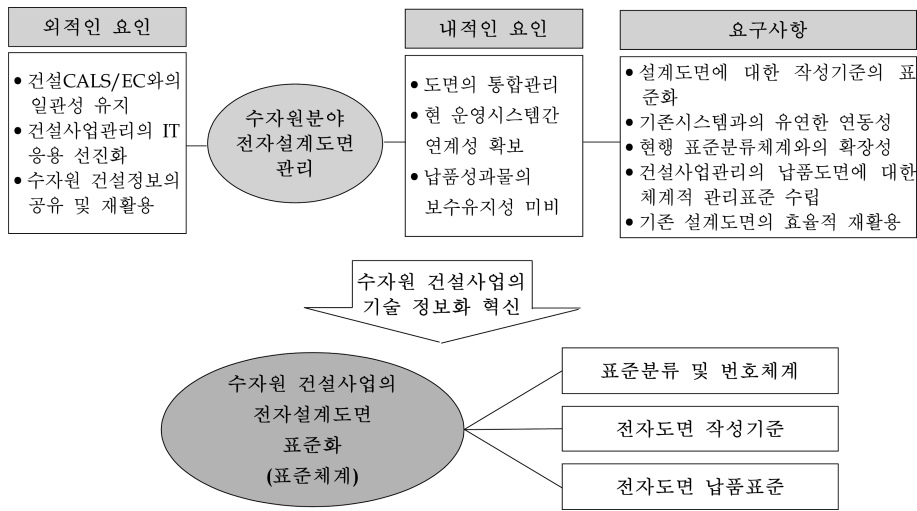 외적인 요인
• 건설CALS/EC와의
일관성 유지
• 건설사업관리의 IT
응용 선진화
• 수자원 건설정보의
공유 및 재활용
수자원분야
전자설계도면
관리
내적인 요인
• 도면의 통합관리
• 현 운영시스템간
연계성 확보
• 납품성과물의
보수유지성 미비
요구사항
• 설계도면에 대한 작성기준의 표
준화
• 기존시스템과의 유연한 연동성
• 현행 표준분류체계와의 확장성
• 건설사업관리의 납품도면에 대한
체계적 관리표준 수립
• 기존 설계도면의 효율적 재활용
수자원 건설사업의
기술 정보화 혁신
수자원 건설사업의
전자설계도면
표준화
(표준체계)
표준분류 및 번호체계
전자도면 작성기준
전자도면 납품표준